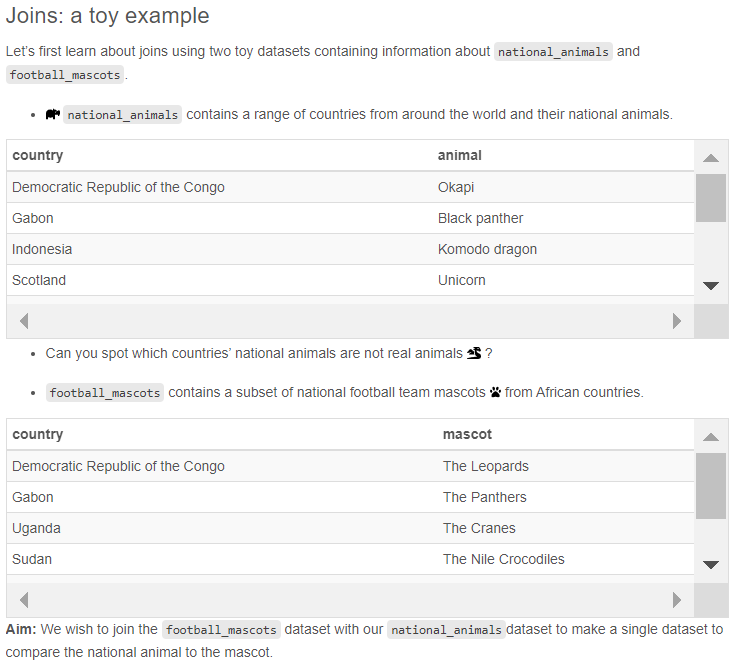 Joins: a toy example
Let’s first learn about joins using two toy datasets containing information about national_animals and
football_mascots.
national_animals contains a range of countries from around the world and their national animals.
country animal
Democratic Republic of the Congo Okapi
Gabon Black panther
Indonesia Komodo dragon
Scotland Unicorn
Can you spot which countries’ national animals are not real animals ?
football_mascots contains a subset of national football team mascots from African countries.
country mascot
Democratic Republic of the Congo The Leopards
Gabon The Panthers
Uganda The Cranes
Sudan The Nile Crocodiles
Aim: We wish to join the football_mascots dataset with our national_animals dataset to make a single dataset to
compare the national animal to the mascot.